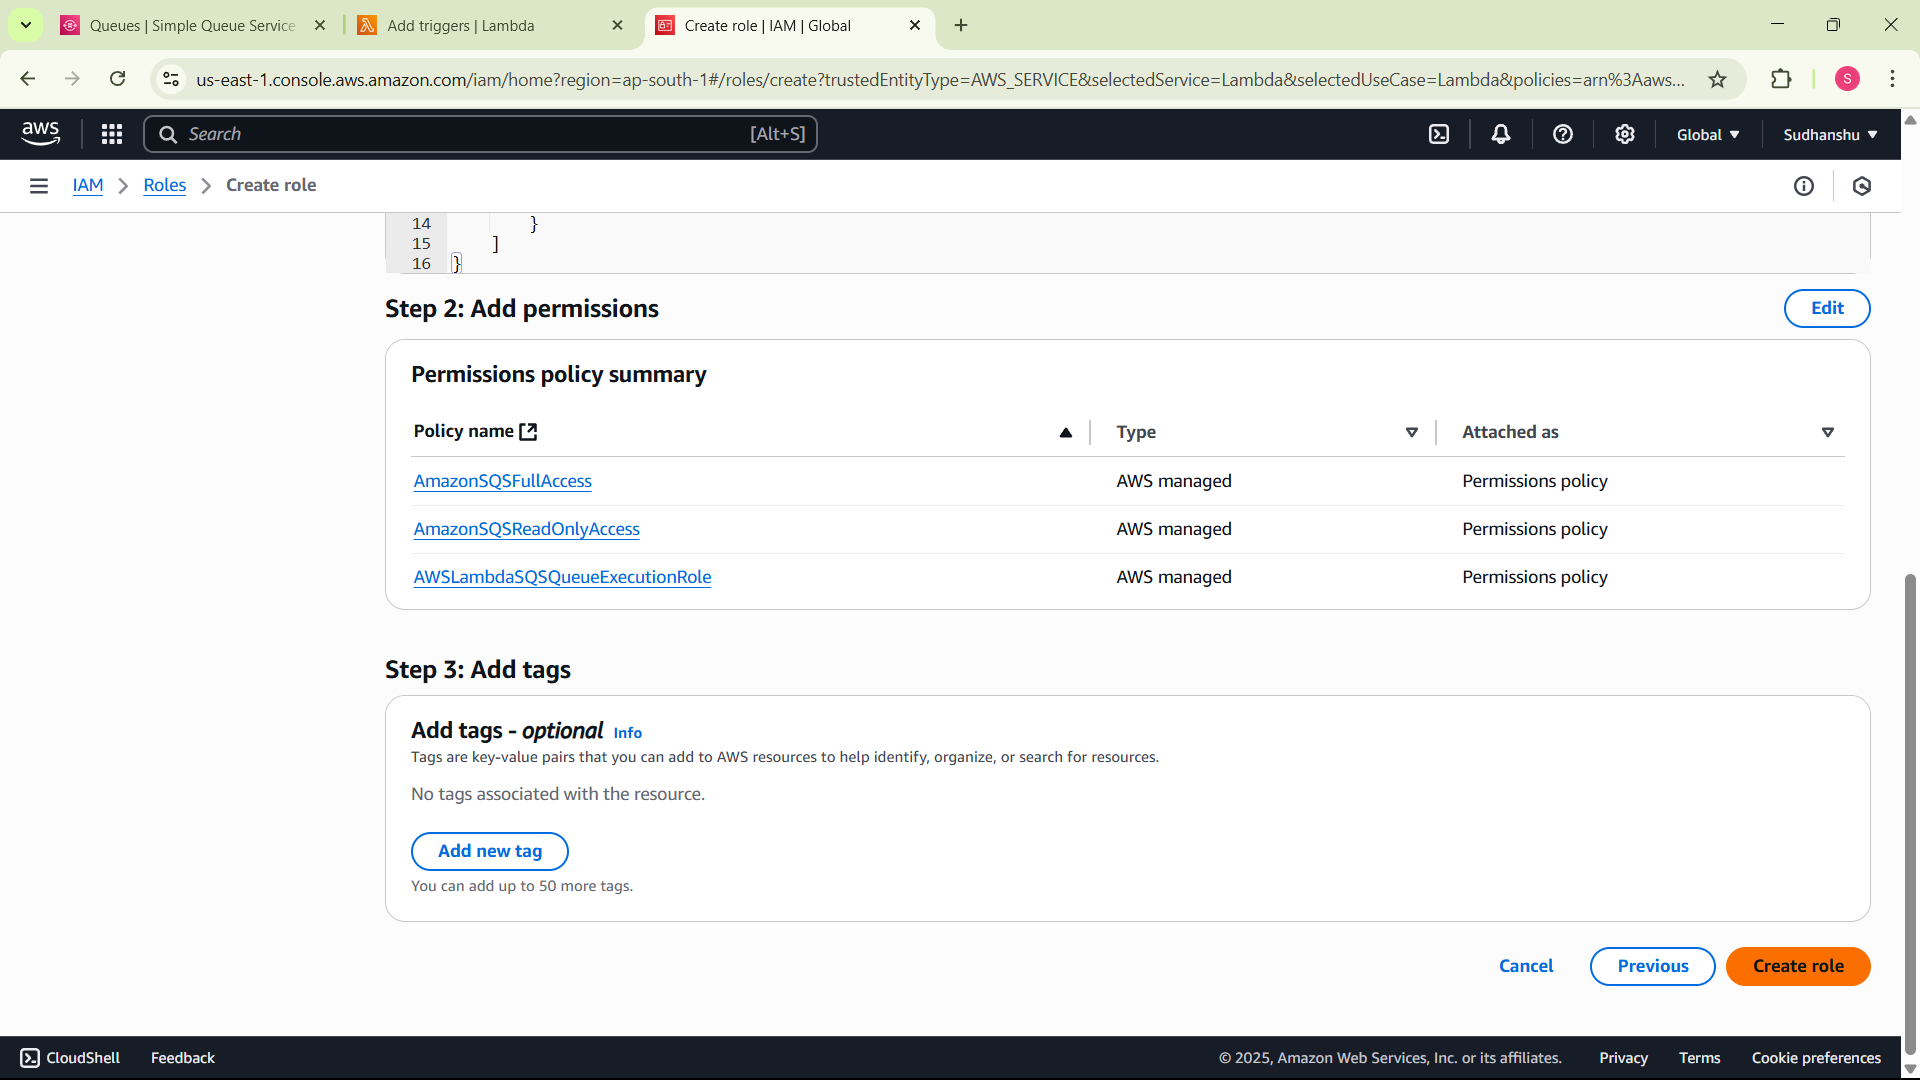 Queues | Simple Queue Service
Add triggers | Lambda
Create role | IAM | Global
us-east-1.console.aws.amazon.com/iam/home?region=ap-south-1#/roles/create?trustedEntityType=AWS_SERVICE&selectedService=Lambda&selectedUseCase=Lambda&policies=arn%3Aaws...
S
aws
Search
[Alt+S]
Global
Sudhanshu
IAM
Roles
Create role
14 }
15 ]
16 }
Step 2: Add permissions
Edit
Permissions policy summary
Policy name
Type
Attached as
AmazonSQSFullAccess
AWS managed
Permissions policy
AmazonSQSReadOnlyAccess
AWS managed
Permissions policy
AWSLambdaSQSQueueExecutionRole
AWS managed
Permissions policy
Step 3: Add tags
Add tags - optional Info
Tags are key-value pairs that you can add to AWS resources to help identify, organize, or search for resources.
No tags associated with the resource.
Add new tag
You can add up to 50 more tags.
Cancel
Previous
Create role
CloudShell
Feedback
© 2025, Amazon Web Services, Inc. or its affiliates.
Privacy
Terms
Cookie preferences